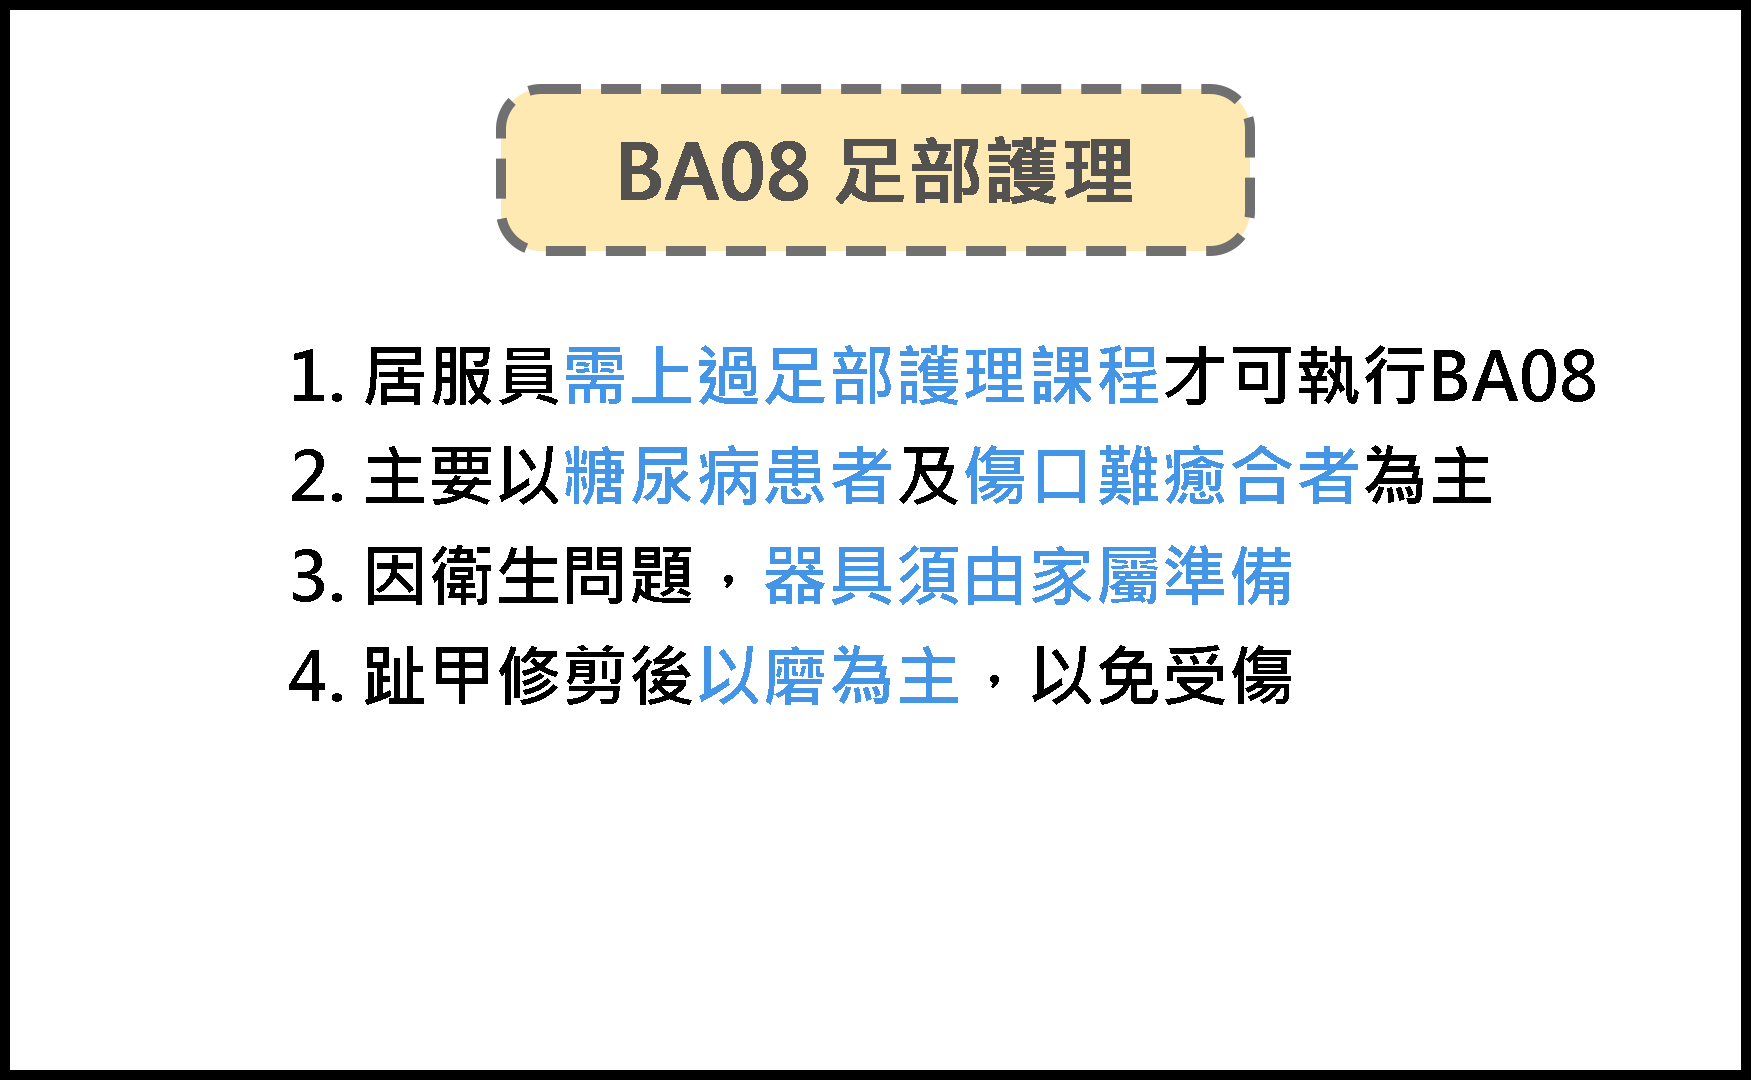 BA08 足部護理
1. 居服員需上過足部護理課程才可執行BA08
2. 主要以糖尿病患者及傷口難癒合者為主
3. 因衛生問題，器具須由家屬準備
4. 趾甲修剪後以磨為主，以免受傷